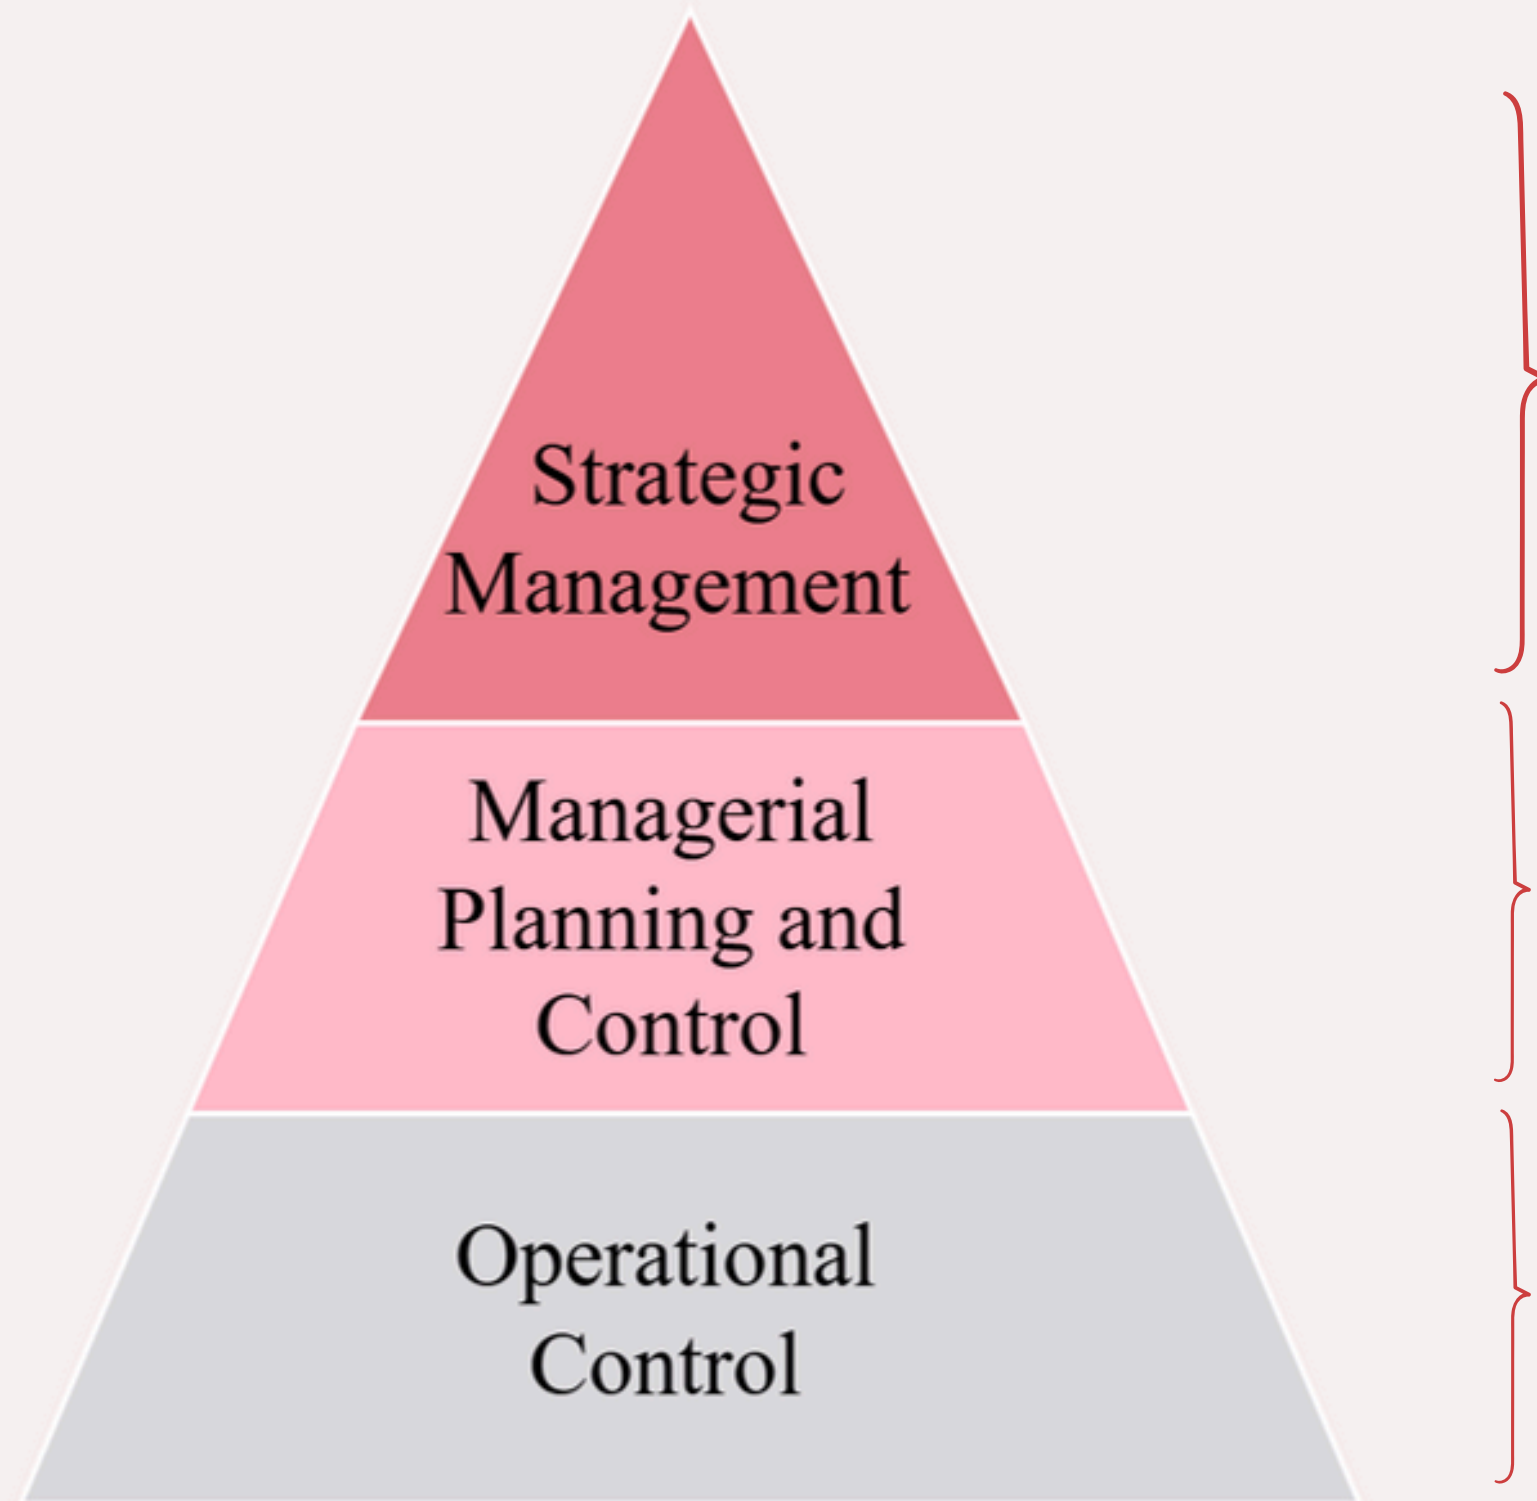 Strategic
Management
Managerial
Planning and
Control
Operational
Control